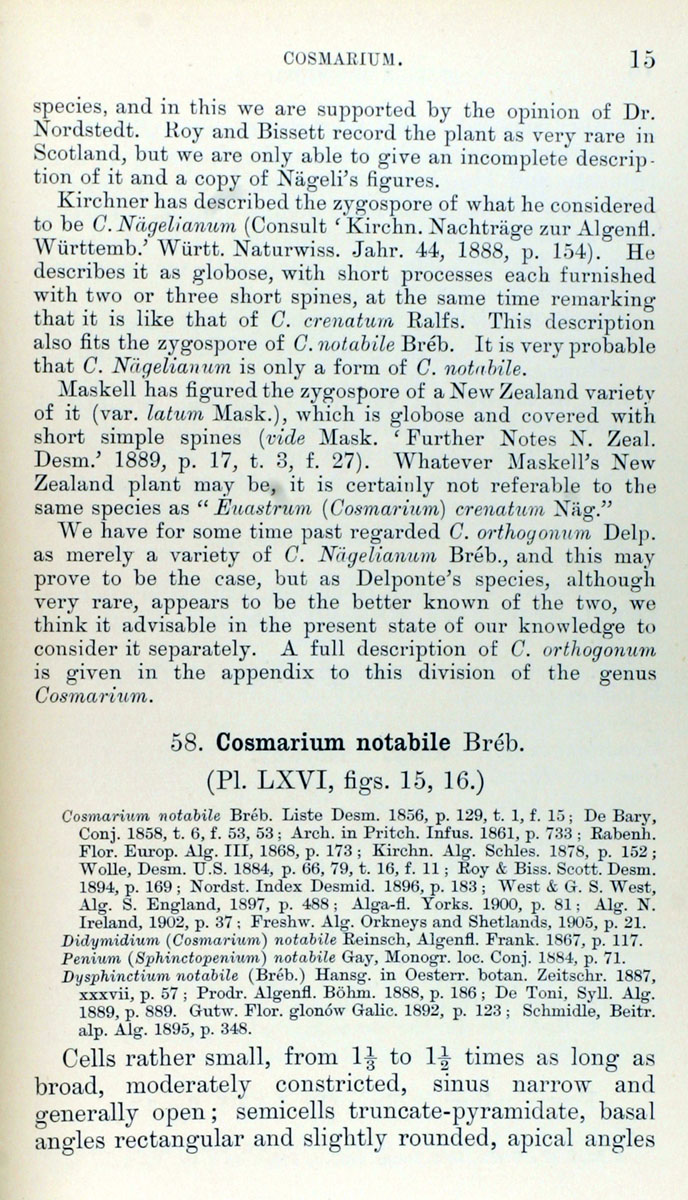 COSMARIUM. 15
species, and in this we are supported by the opinion of Dr.
Nordstedt. Roy and Bissett record the plant as very rare in
Scotland, but we are only able to give an incomplete descrip-
tion of it and a copy of Nägeli's figures.
Kirchner has described the zygospore of what he considered
to be C. Nägelianum (Consult ‘Kirchn. Nachträge zur Algenfl.
Württemb.’ Württ. Naturwiss. Jahr. 44, 1888, p. 154). He
describes it as globose, with short processes each furnished
with two or three short spines, at the same time remarking
that it is like that of C. crenatum Ralfs. This description
also fits the zygospore of C. notabile Bréb. It is very probable
that C. Nägelianum is only a form of C. notabile.
Maskell has figured the zygospore of a New Zealand variety
of it (var. latum Mask.), which is globose and covered with
short simple spines (vide Mask. ‘Further Notes N. Zeal.
Desm.’ 1889, p. 17, t. 3, f. 27). Whatever Maskell's New
Zealand plant may be, it is certainly not referable to the
same species as “Euastrum (Cosmarium) crenatum Näg.”
We have for some time past regarded C. orthogonum Delp.
as merely a variety of C. Nägelianum Bréb., and this may
prove to be the case, but as Delponte's species, although
very rare, appears to be the better known of the two, we
think it advisable in the present state of our knowledge to
consider it separately. A full description of C. orthogonum
is given in the appendix to this division of the genus
Cosmarium.
58. Cosmarium notabile Bréb.
(Pl. LXVI, figs. 15, 16.)
Cosmarium notabile Bréb. Liste Desm. 1856, p. 129, t. 1, f. 15; De Bary,
Conj. 1858, t. 6, f. 53, 53; Arch. in Pritch. Infus. 1861, p. 733; Rabenh.
Flor. Europ. Alg. III, 1868, p. 173; Kirchn. Alg. Schles. 1878, p. 152;
Wolle, Desm. U.S. 1884, p. 66, 79, t. 16, f. 11; Roy & Biss. Scott. Desm.
1894, p. 169; Nordst. Index Desmid. 1896, p. 183; West & G. S. West,
Alg. S. England, 1897, p. 488; Alga-fl. Yorks. 1900, p. 81; Alg. N.
Ireland, 1902, p. 37; Freshw. Alg. Orkneys and Shetlands, 1905, p. 21.
Didymidium (Cosmarium) notabile Reinsch, Algenfl. Frank. 1867, p. 117.
Penium (Sphinctopenium) notabile Gay, Monogr. loc. Conj. 1884, p. 71.
Dysphinctium notabile (Bréb.) Hansg. in Oesterr. botan. Zeitschr. 1887,
xxxvii, p. 57; Prodr. Algenfl. Böhm. 1888, p. 186; De Toni, Syll. Alg.
1889, p. 889. Gutw. Flor. glonów Galic. 1892, p. 123; Schmidle, Beitr.
alp. Alg. 1895, p. 348.
Cells rather small, from 1⅓ to 1½ times as long as
broad, moderately constricted, sinus narrow and
generally open; semicells truncate-pyramidate, basal
angles rectangular and slightly rounded, apical angles